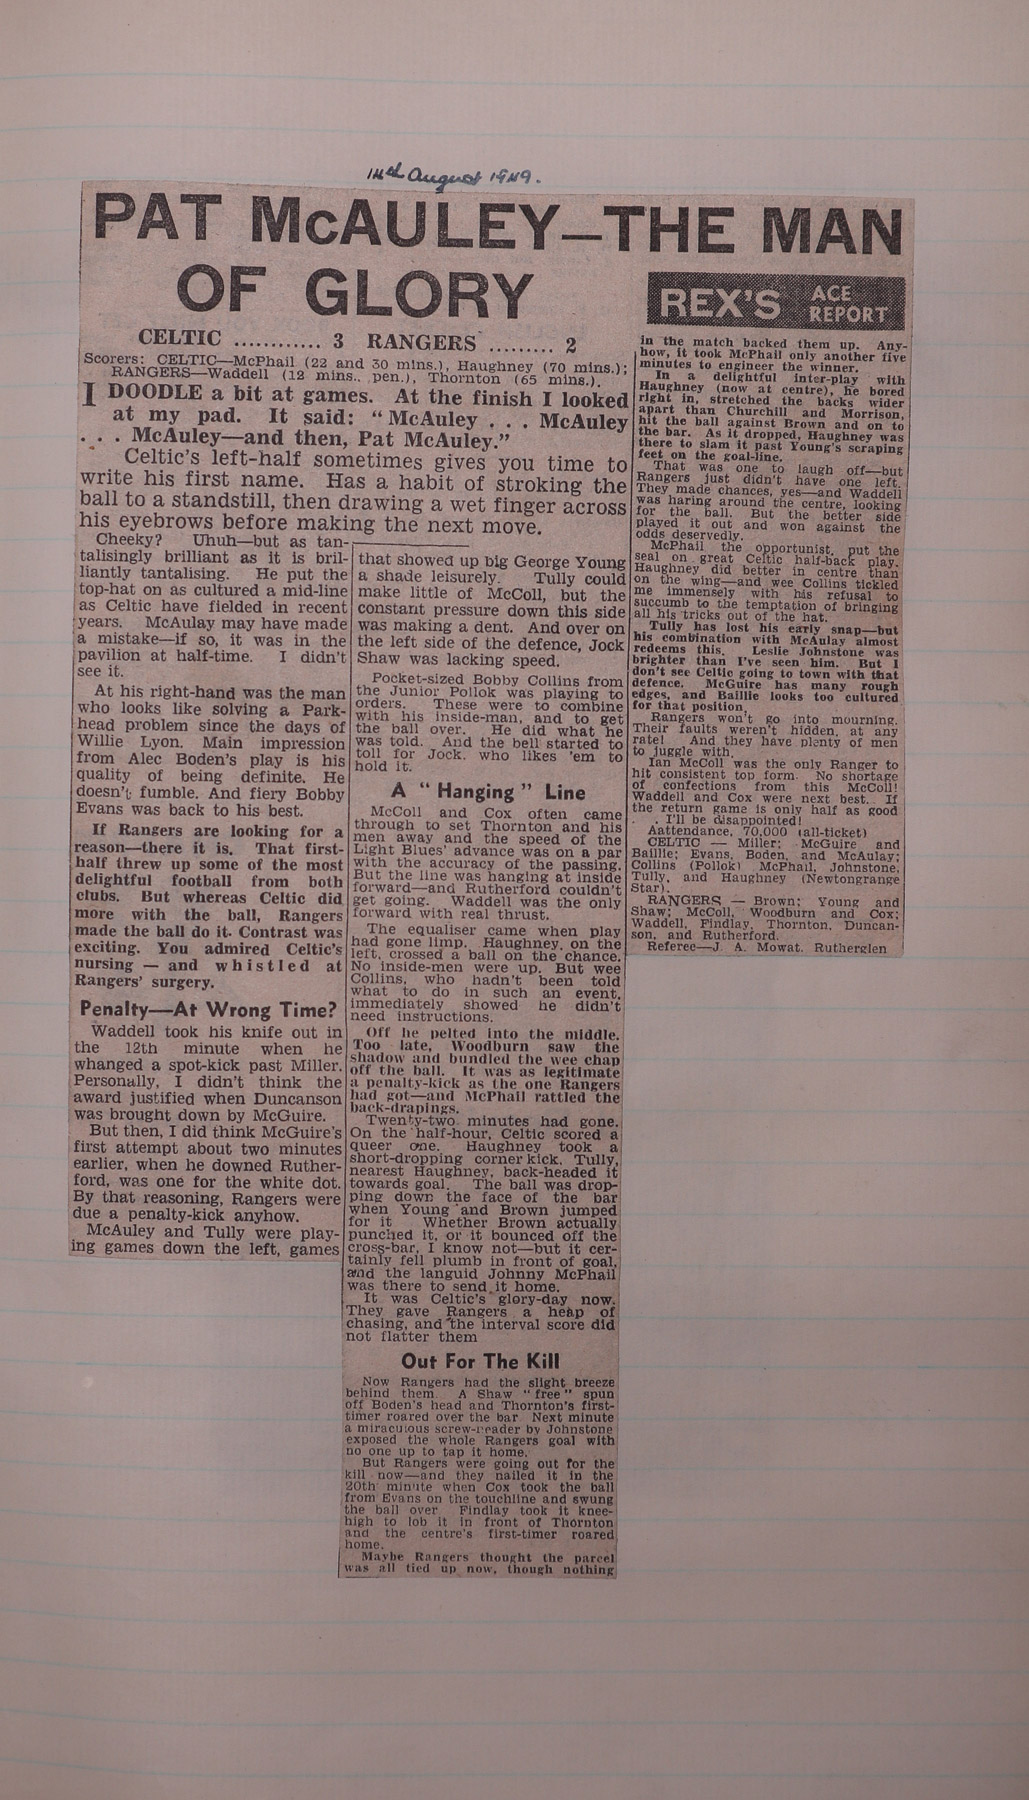 14th August 1949.
PAT McAULEY—THE MAN
OF GLORY
REX'S ACE
REPORT
CELTIC ............ 3 RANGERS ......... 2
Scorers: CELTIC—McPhail (22 and 30 mins.), Haughney (70 mins.);
RANGERS—Waddell (12 mins., pen.), Thornton (65 mins.).
I DOODLE a bit at games. At the finish I looked
at my pad. It said: "McAuley . . . McAuley
. . . McAuley—and then, Pat McAuley."
Celtic's left-half sometimes gives you time to
write his first name. Has a habit of stroking the
ball to a standstill, then drawing a wet finger across
his eyebrows before making the next move.
Cheeky? Uhuh—but as tan-
talisingly brilliant as it is bril-
liantly tantalising. He put the
top-hat on as cultured a mid-line
as Celtic have fielded in recent
years. McAulay may have made
a mistake—if so, it was in the
pavilion at half-time. I didn't
see it.
At his right-hand was the man
who looks like solving a Park-
head problem since the days of
Willie Lyon. Main impression
from Alec Boden's play is his
quality of being definite. He
doesn't fumble. And fiery Bobby
Evans was back to his best.
If Rangers are looking for a
reason—there it is. That first-
half threw up some of the most
delightful football from both
clubs. But whereas Celtic did
more with the ball, Rangers
made the ball do it. Contrast was
exciting. You admired Celtic's
nursing — and whistled at
Rangers' surgery.
Penalty—At Wrong Time?
Waddell took his knife out in
the 12th minute when he
whanged a spot-kick past Miller.
Personally, I didn't think the
award justified when Duncanson
was brought down by McGuire.
But then, I did think McGuire's
first attempt about two minutes
earlier, when he downed Ruther-
ford, was one for the white dot.
By that reasoning, Rangers were
due a penalty-kick anyhow.
McAuley and Tully were play-
ing games down the left, games
that showed up big George Young
a shade leisurely. Tully could
make little of McColl, but the
constant pressure down this side
was making a dent. And over on
the left side of the defence, Jock
Shaw was lacking speed.
Pocket-sized Bobby Collins from
the Junior Pollok was playing to
orders. These were to combine
with his inside-man, and to get
the ball over. He did what he
was told. And the bell started to
toll for Jock, who likes 'em to
hold it.
A "Hanging" Line
McColl and Cox often came
through to set Thornton and his
men away and the speed of the
Light Blues' advance was on a par
with the accuracy of the passing.
But the line was hanging at inside
forward—and Rutherford couldn't
get going. Waddell was the only
forward with real thrust.
The equaliser came when play
had gone limp. Haughney, on the
left, crossed a ball on the chance.
No inside-men were up. But wee
Collins, who hadn't been told
what to do in such an event,
immediately showed he didn't
need instructions.
Off he pelted into the middle.
Too late, Woodburn saw the
shadow and bundled the wee chap
off the ball. It was as legitimate
a penalty-kick as the one Rangers
had got—and McPhail rattled the
back-drapings.
Twenty-two minutes had gone.
On the half-hour, Celtic scored a
queer one. Haughney took a
short-dropping corner kick. Tully,
nearest Haughney, back-headed it
towards goal. The ball was drop-
ping down the face of the bar
when Young and Brown jumped
for it Whether Brown actually
punched it, or it bounced off the
cross-bar, I know not—but it cer-
tainly fell plumb in front of goal,
and the languid Johnny McPhail
was there to send it home.
It was Celtic's glory-day now.
They gave Rangers a heap of
chasing, and the interval score did
not flatter them
Out For The Kill
Now Rangers had the slight breeze
behind them. A Shaw "free" spun
off Boden's head and Thornton's first-
timer roared over the bar Next minute
a miraculous screw-header by Johnstone
exposed the whole Rangers goal with
no one up to tap it home.
But Rangers were going out for the
kill now—and they nailed it in the
20th minute when Cox took the ball
from Evans on the touchline and swung
the ball over Findlay took it knee-
high to lob it in front of Thornton
and the centre's first-timer roared
home.
Maybe Rangers thought the parcel
was all tied up now, though nothing
in the match backed them up. Any-
how, it took McPhail only another five
minutes to engineer the winner.
In a delightful inter-play with
Haughney (now at centre), he bored
right in, stretched the backs wider
apart than Churchill and Morrison,
hit the ball against Brown and on to
the bar. As it dropped, Haughney was
there to slam it past Young's scraping
feet on the goal-line.
That was one to laugh off—but
Rangers just didn't have one left.
They made chances, yes—and Waddell
was haring around the centre, looking
for the ball. But the better side
played it out and won against the
odds deservedly.
McPhail the opportunist, put the
seal on great Celtic half-back play.
Haughney did better in centre than
on the wing—and wee Collins tickled
me immensely with his refusal to
succumb to the temptation of bringing
all his tricks out of the hat.
Tully has lost his early snap—but
his combination with McAulay almost
redeems this. Leslie Johnstone was
brighter than I've seen him. But I
don't see Celtic going to town with that
defence. McGuire has many rough
edges, and Baillie looks too cultured
for that position.
Rangers won't go into mourning.
Their faults weren't hidden, at any
rate! And they have plenty of men
to juggle with.
Ian McColl was the only Ranger to
hit consistent top form. No shortage
of confections from this McColl!
Waddell and Cox were next best. If
the return game is only half as good
. . I'll be disappointed!
Aattendance, 70,000 (all-ticket)
CELTIC — Miller; McGuire and
Baillie; Evans, Boden, and McAulay;
Collins (Pollok) McPhail, Johnstone,
Tully, and Haughney (Newtongrange
Star).
RANGERS — Brown; Young and
Shaw; McColl, Woodburn and Cox;
Waddell, Findlay, Thornton, Duncan-
son, and Rutherford.
Referee—J. A. Mowat, Rutherglen